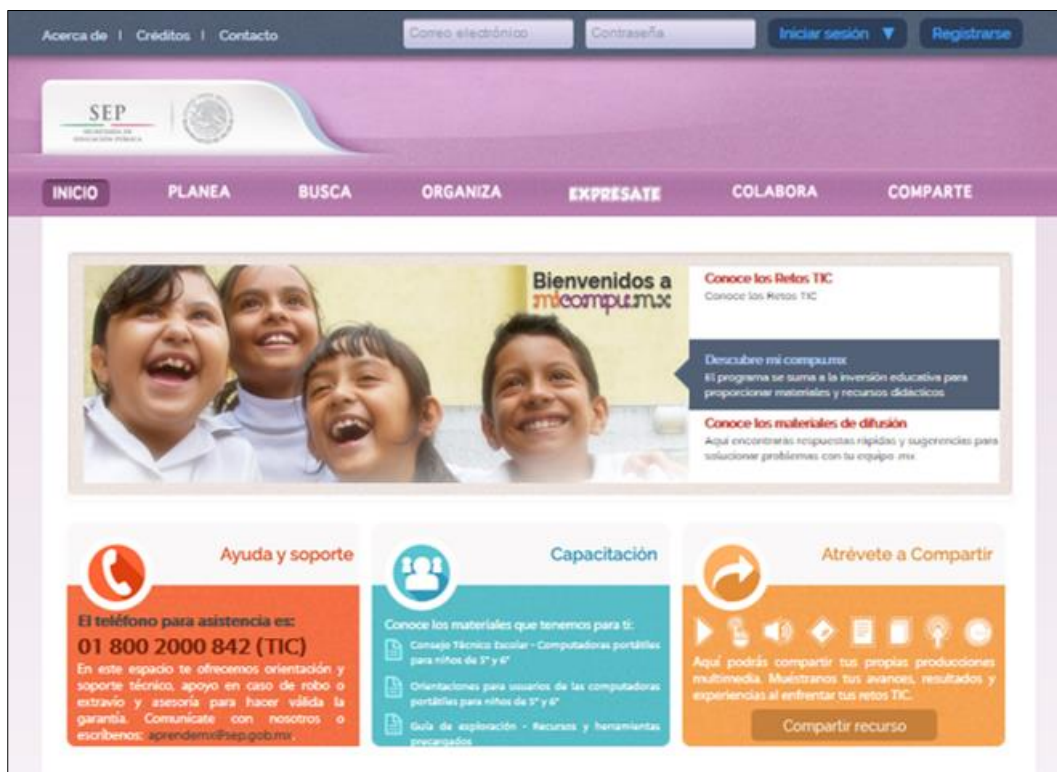 Acerca de | Créditos | Contacto
Correo electrónico
Contraseña
Iniciar sesión ▼
Registrarse
SEP
SECRETARÍA DE
EDUCACIÓN PÚBLICA
INICIO PLANEA BUSCA ORGANIZA EXPRÉSATE COLABORA COMPARTE
Bienvenidos a
micompu.mx
Conoce los Retos TIC
Conoce los Retos TIC
Descubre mi compu.mx
El programa se suma a la inversión educativa para
proporcionar materiales y recursos didácticos
Conoce los materiales de difusión
Aquí encontrarás respuestas rápidas y sugerencias para
solucionar problemas con tu equipo .mx
Ayuda y soporte
El teléfono para asistencia es:
01 800 2000 842 (TIC)
En este espacio te ofrecemos orientación y
soporte técnico, apoyo en caso de robo o
extravío y asesoría para hacer válida la
garantía. Comunícate con nosotros o
escríbenos: aprendemx@sep.gob.mx.
Capacitación
Conoce los materiales que tenemos para ti:
Consejo Técnico Escolar - Computadoras portátiles
para niños de 5° y 6°
Orientaciones para usuarios de las computadoras
portátiles para niños de 5° y 6°
Guía de exploración - Recursos y herramientas
precargados
Atrévete a Compartir
Aquí podrás compartir tus propias producciones
multimedia. Muéstranos tus avances, resultados y
experiencias al enfrentar tus retos TIC.
Compartir recurso